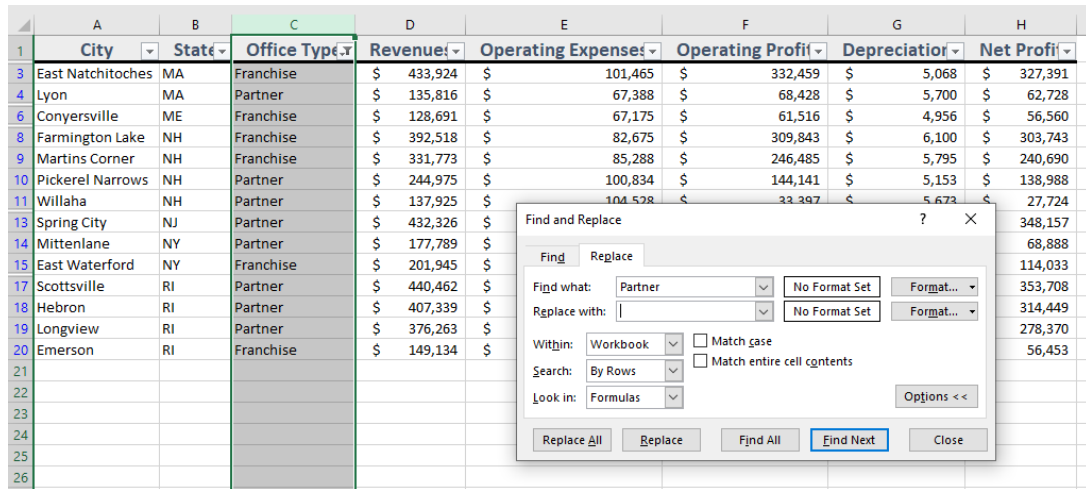 A B C D E F G H
1 City State Office Type Revenues Operating Expenses Operating Profit Depreciation Net Profit
3 East Natchitoches MA Franchise $ 433,924 $ 101,465 $ 332,459 $ 5,068 $ 327,391
4 Lyon MA Partner $ 135,816 $ 67,388 $ 68,428 $ 5,700 $ 62,728
6 Conyersville ME Franchise $ 128,691 $ 67,175 $ 61,516 $ 4,956 $ 56,560
8 Farmington Lake NH Franchise $ 392,518 $ 82,675 $ 309,843 $ 6,100 $ 303,743
9 Martins Corner NH Franchise $ 331,773 $ 85,288 $ 246,485 $ 5,795 $ 240,690
10 Pickerel Narrows NH Partner $ 244,975 $ 100,834 $ 144,141 $ 5,153 $ 138,988
11 Willaha NH Partner $ 137,925 $ 104,528 $ 33,397 $ 5,673 $ 27,724
13 Spring City NJ Partner $ 432,326 $ 348,157
14 Mittenlane NY Partner $ 177,789 $ 68,888
15 East Waterford NY Franchise $ 201,945 $ 114,033
17 Scottsville RI Partner $ 440,462 $ 353,708
18 Hebron RI Partner $ 407,339 $ 314,449
19 Longview RI Partner $ 376,263 $ 278,370
20 Emerson RI Franchise $ 149,134 $ 56,453
21
22
23
24
25
26
Find and Replace ? X
Find Replace
Find what: Partner No Format Set Format...
Replace with: No Format Set Format...
Within: Workbook Match case
Search: By Rows Match entire cell contents
Look in: Formulas Options <<
Replace All Replace Find All Find Next Close